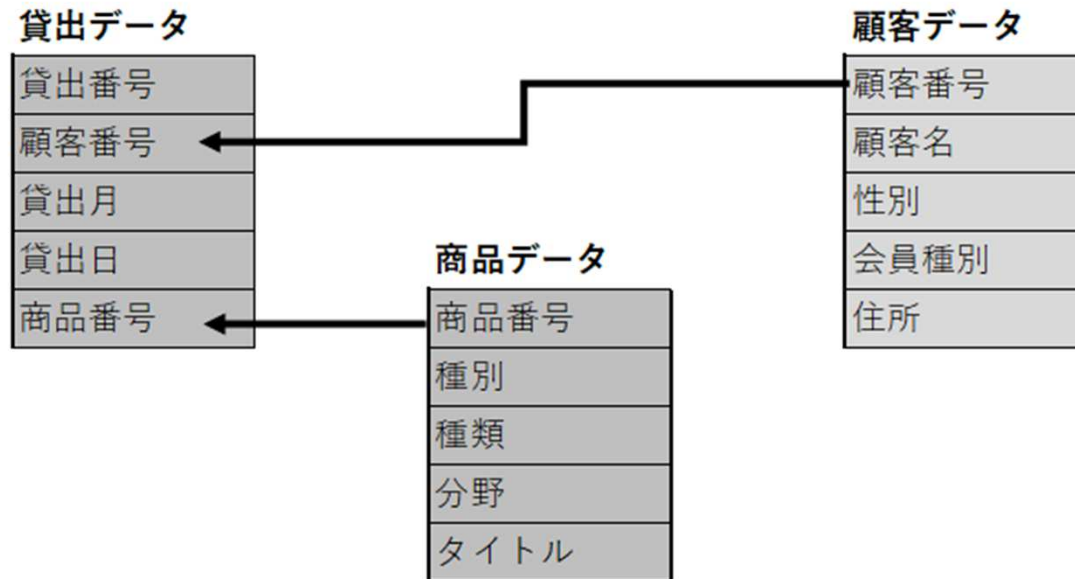 貸出データ
貸出番号
顧客番号
貸出月
貸出日
商品番号
商品データ
商品番号
種別
種類
分野
タイトル
顧客データ
顧客番号
顧客名
性別
会員種別
住所